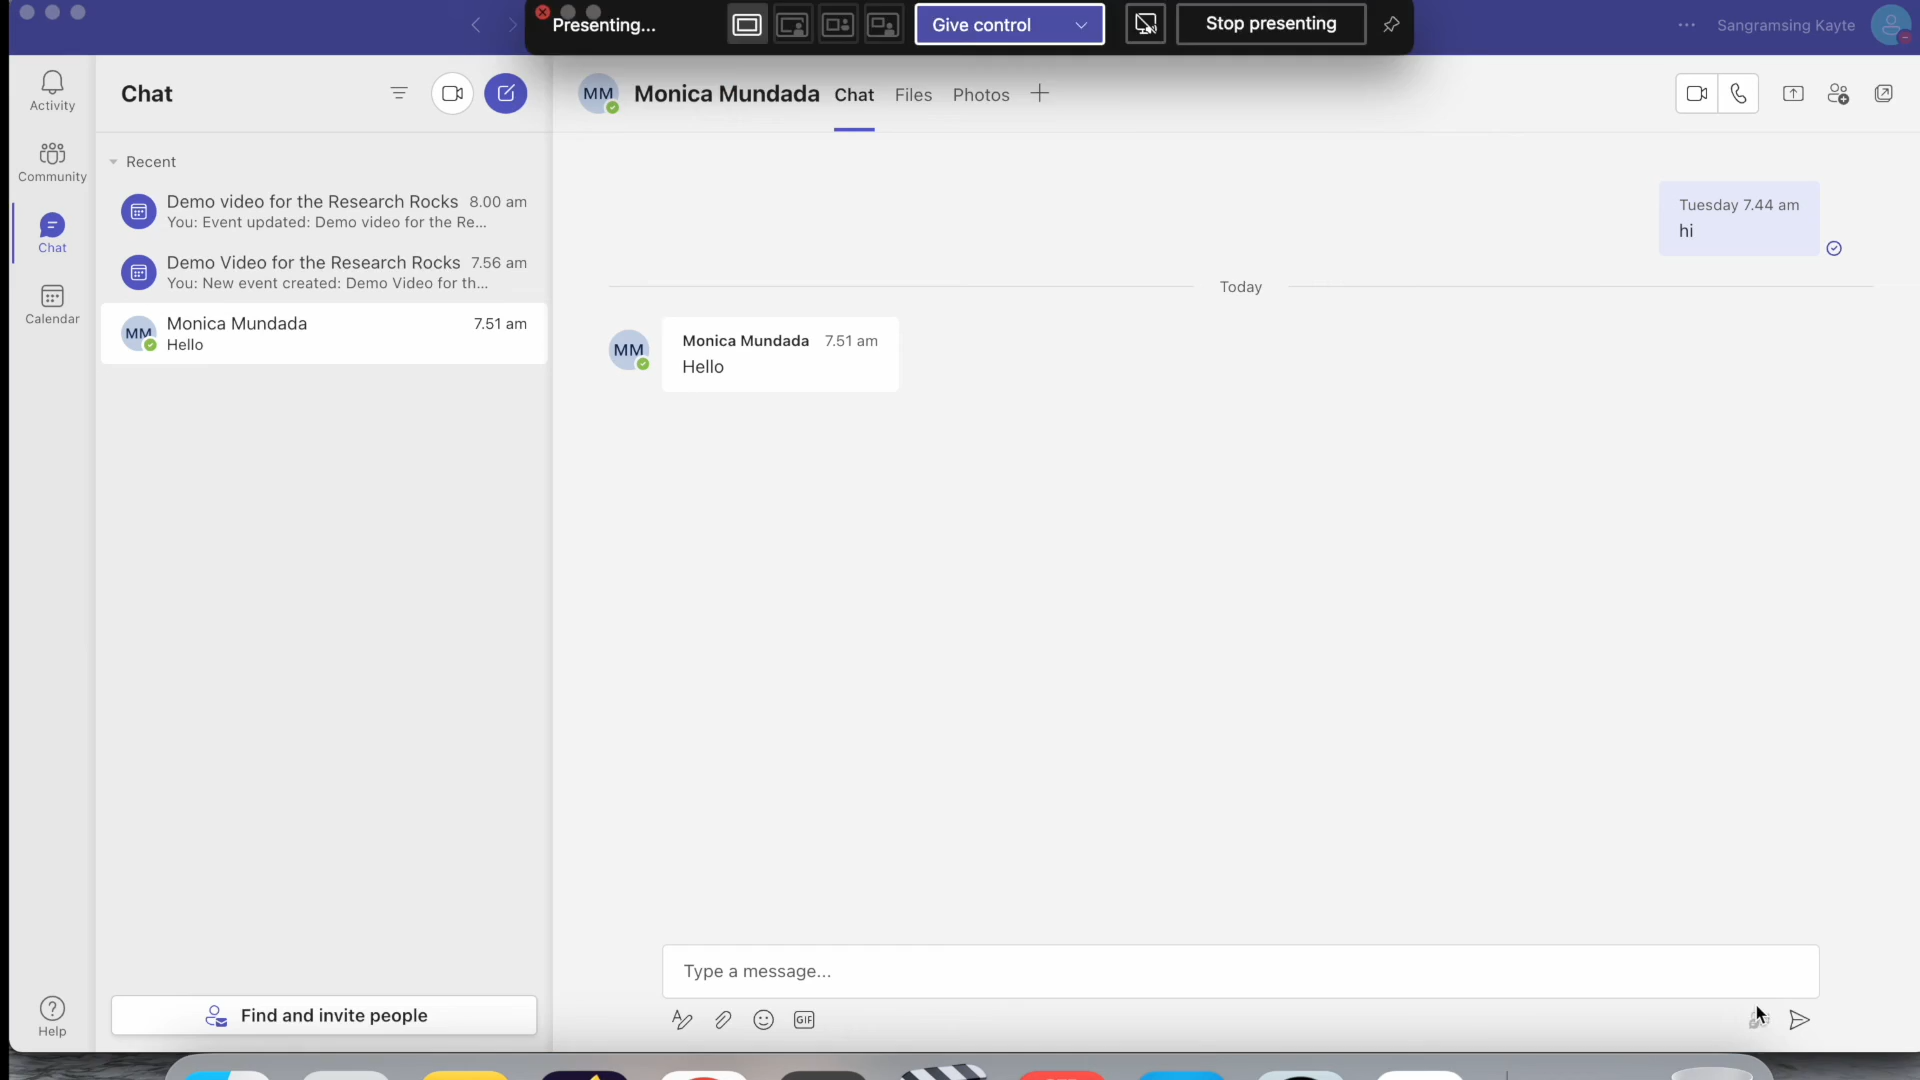 Presenting...
Give control
Stop presenting
Sangramsing Kayte
Activity
Community
Chat
Calendar
Help
Chat
Recent
Demo video for the Research Rocks 8.00 am
You: Event updated: Demo video for the Re...
Demo Video for the Research Rocks 7.56 am
You: New event created: Demo Video for th...
MM Monica Mundada 7.51 am
Hello
Find and invite people
MM Monica Mundada Chat Files Photos
Tuesday 7.44 am
hi
Today
MM Monica Mundada 7.51 am
Hello
Type a message...
GIF